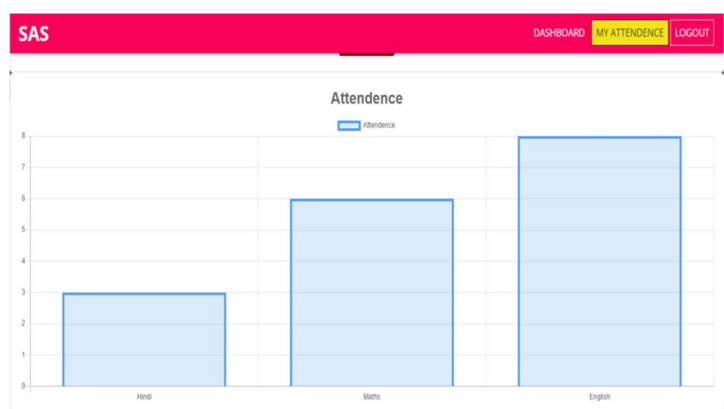 SAS DASHBOARD MY ATTENDENCE LOGOUT
Attendence
Attendence
8
7
6
5
4
3
2
1
0
Hindi Maths English